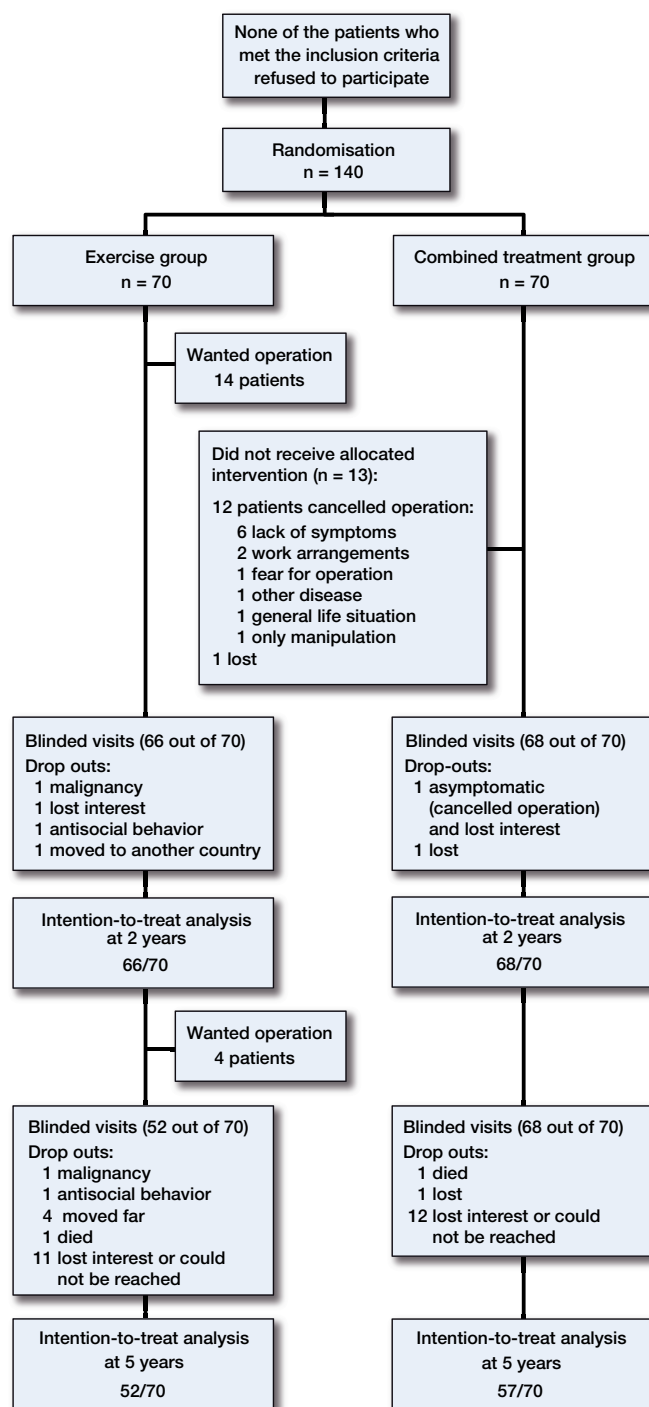 None of the patients who
met the inclusion criteria
refused to participate
Randomisation
n = 140
Exercise group
n = 70
Combined treatment group
n = 70
Wanted operation
14 patients
Did not receive allocated
intervention (n = 13):
12 patients cancelled operation:
6 lack of symptoms
2 work arrangements
1 fear for operation
1 other disease
1 general life situation
1 only manipulation
1 lost
Blinded visits (66 out of 70)
Drop outs:
1 malignancy
1 lost interest
1 antisocial behavior
1 moved to another country
Blinded visits (68 out of 70)
Drop-outs:
1 asymptomatic
(cancelled operation)
and lost interest
1 lost
Intention-to-treat analysis
at 2 years
66/70
Intention-to-treat analysis
at 2 years
68/70
Wanted operation
4 patients
Blinded visits (52 out of 70)
Drop outs:
1 malignancy
1 antisocial behavior
4 moved far
1 died
11 lost interest or could
not be reached
Blinded visits (68 out of 70)
Drop outs:
1 died
1 lost
12 lost interest or could
not be reached
Intention-to-treat analysis
at 5 years
52/70
Intention-to-treat analysis
at 5 years
57/70